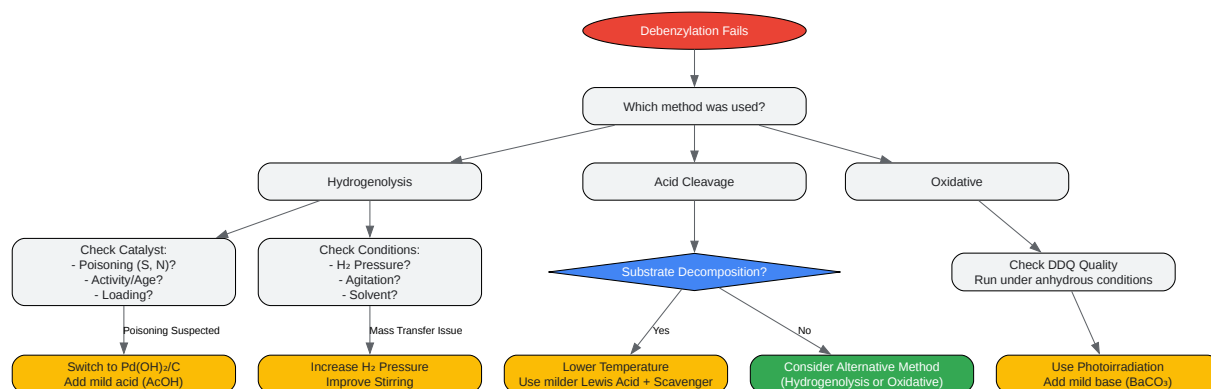 Debenzylation Fails
Which method was used?
Hydrogenolysis
Acid Cleavage
Oxidative
Check Catalyst:
- Poisoning (S, N)?
- Activity/Age?
- Loading?
Check Conditions:
- H₂ Pressure?
- Agitation?
- Solvent?
Substrate Decomposition?
Check DDQ Quality
Run under anhydrous conditions
Poisoning Suspected
Mass Transfer Issue
Yes
No
Switch to Pd(OH)₂/C
Add mild acid (AcOH)
Increase H₂ Pressure
Improve Stirring
Lower Temperature
Use milder Lewis Acid + Scavenger
Consider Alternative Method
(Hydrogenolysis or Oxidative)
Use Photoirradiation
Add mild base (BaCO₃)